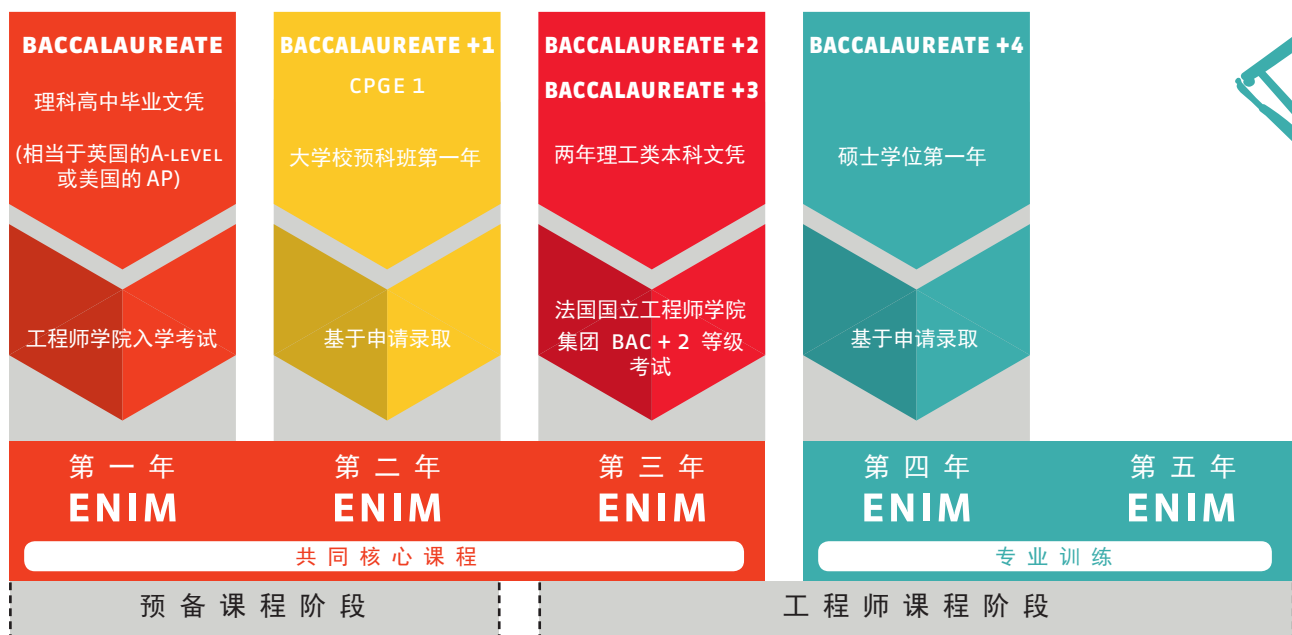 BACCALAUREATE
理科高中毕业文凭
(相当于英国的A-LEVEL
或美国的 AP)
工程师学院入学考试
BACCALAUREATE +1
CPGE 1
大学校预科班第一年
基于申请录取
BACCALAUREATE +2
BACCALAUREATE +3
两年理工类本科文凭
法国国立工程师学院
集团 BAC + 2 等级
考试
BACCALAUREATE +4
硕士学位第一年
基于申请录取
第一年
ENIM
第二年
ENIM
第三年
ENIM
第四年
ENIM
第五年
ENIM
共同核心课程
专业训练
预备课程阶段
工程师课程阶段